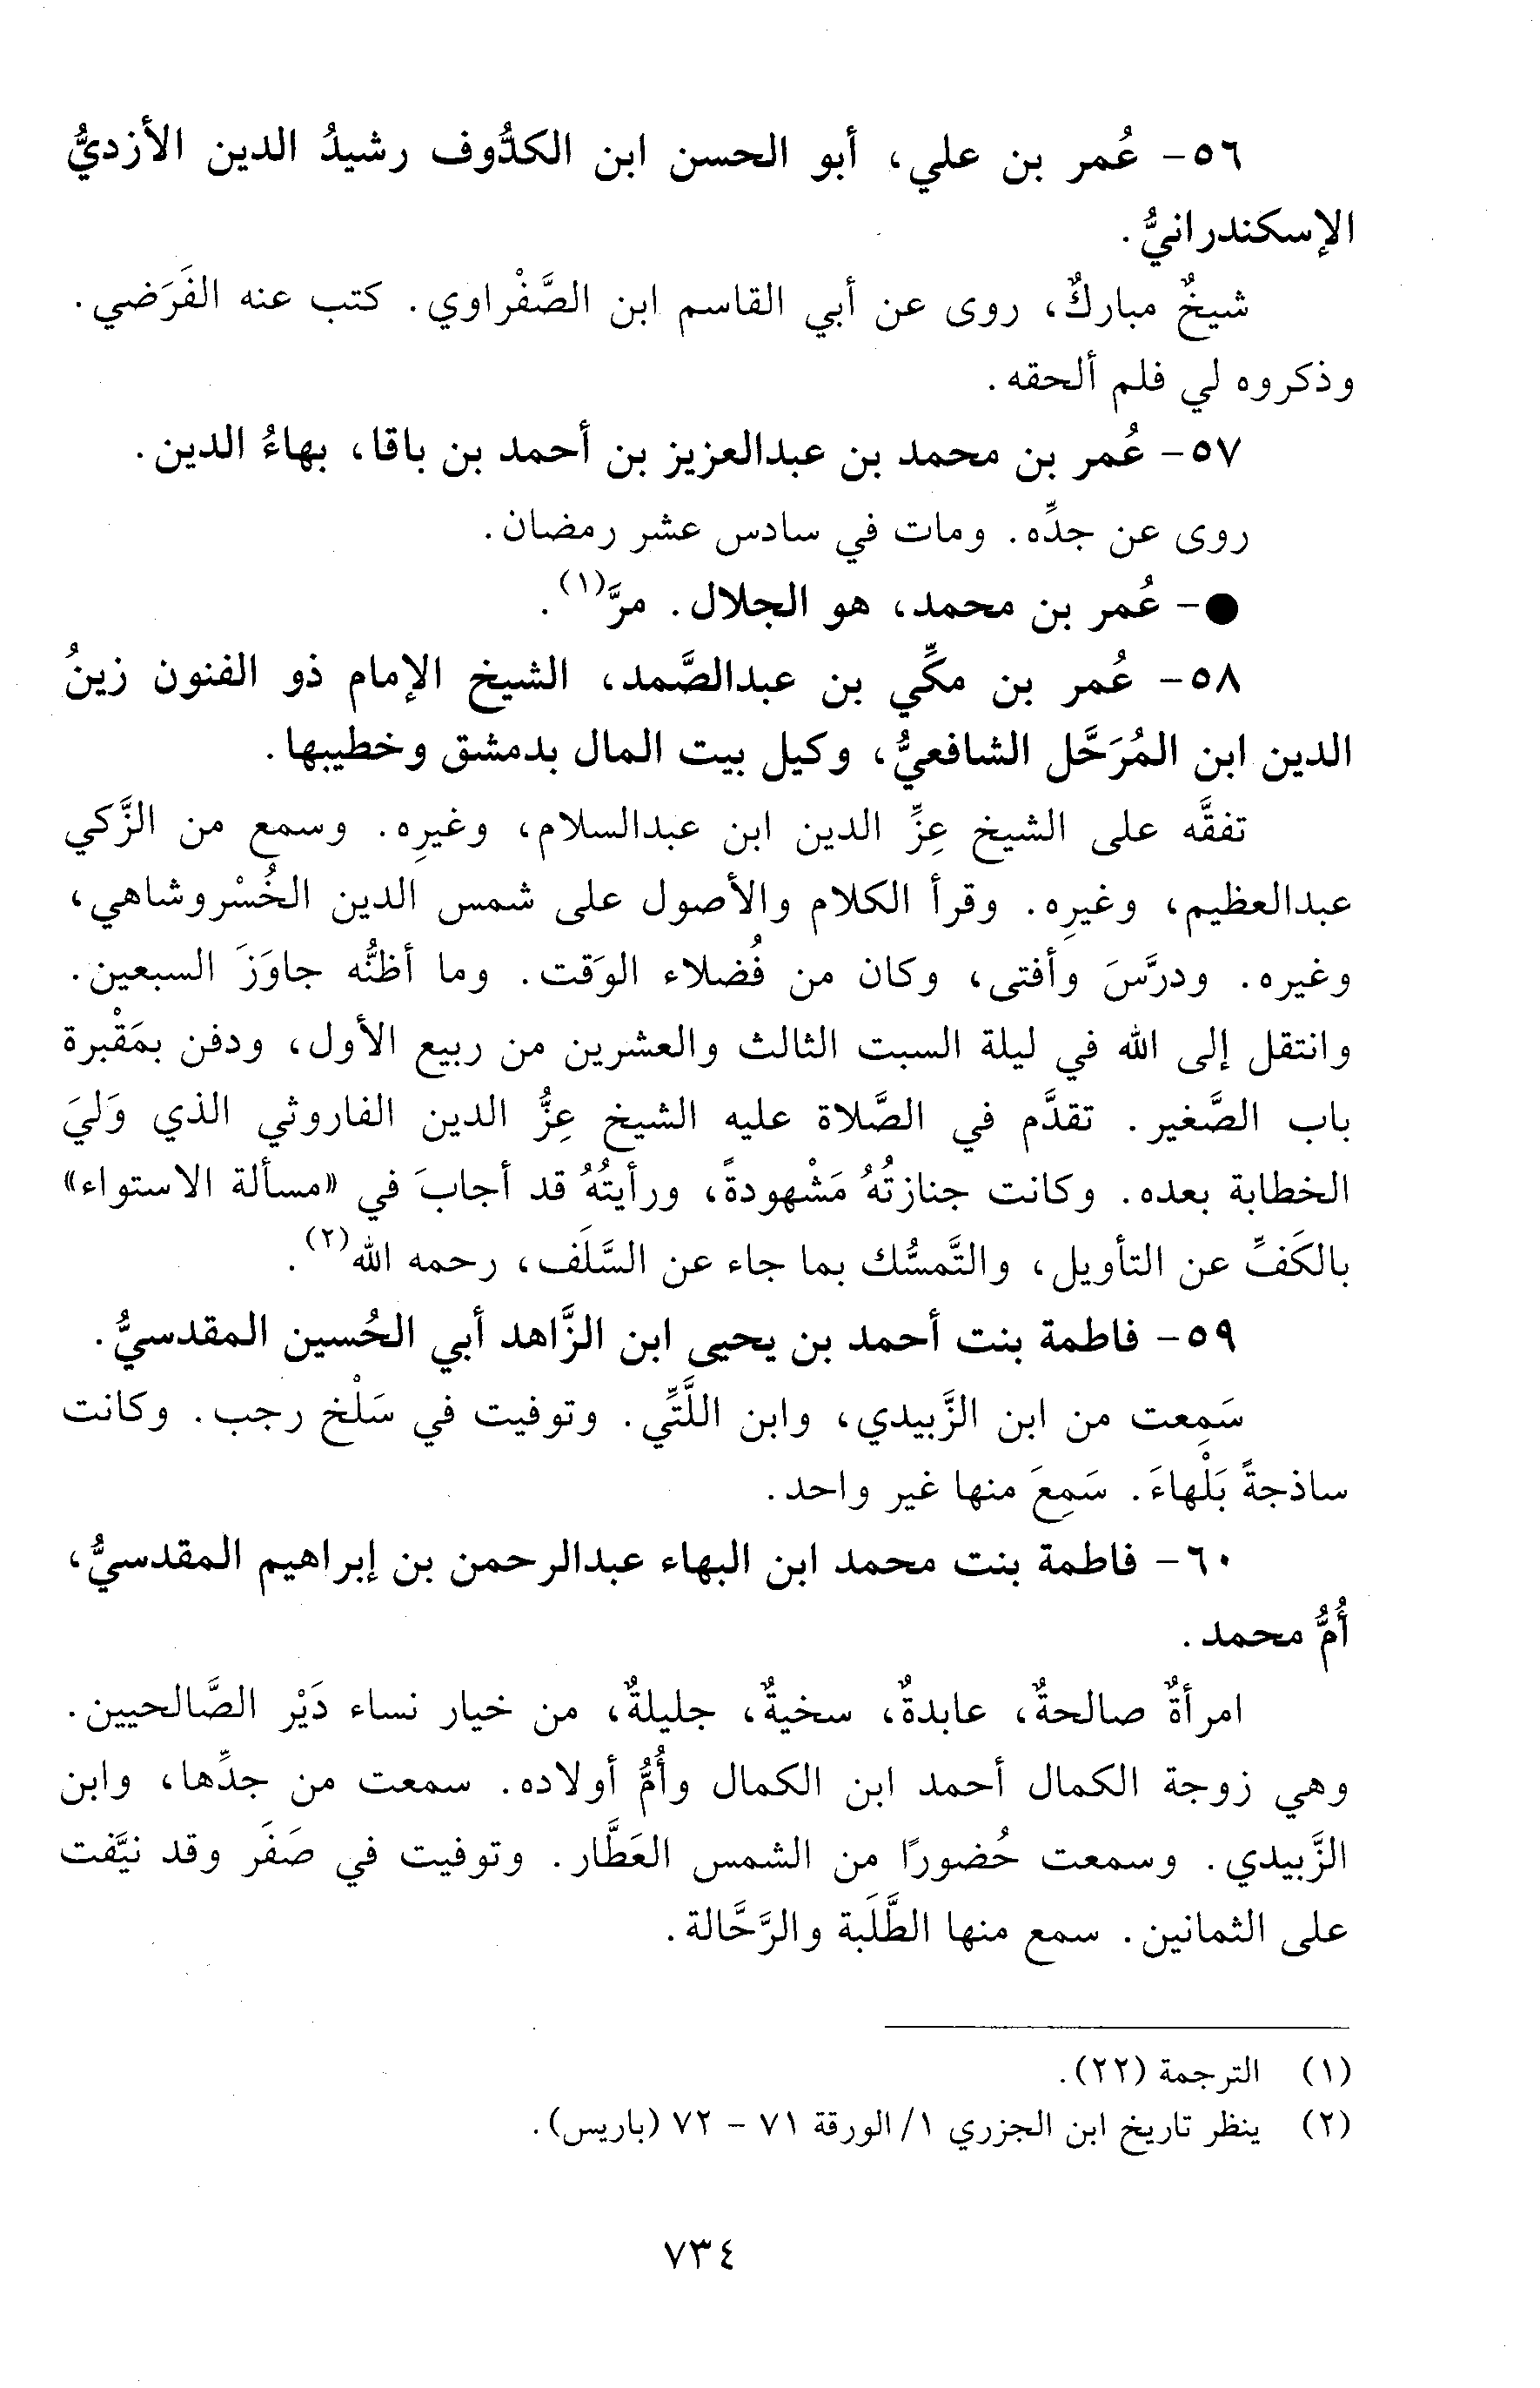 ٥٦- عُمر بن علي، أبو الحسن ابن الكدُّوف رشيدُ الدين الأزديُّ
الإسكندرانيُّ.
شيخٌ مباركٌ، روى عن أبي القاسم ابن الصَّفْراوي. كتب عنه الفَرَضي.
وذكروه لي فلم ألحقه.
٥٧- عُمر بن محمد بن عبدالعزيز بن أحمد بن باقا، بهاءُ الدين.
روى عن جدِّه. ومات في سادس عشر رمضان.
●- عُمر بن محمد، هو الجلال. مرَّ(١).
٥٨- عُمر بن مكِّي بن عبدالصَّمد، الشيخ الإمام ذو الفنون زينُ
الدين ابن المُرَحَّل الشافعيُّ، وكيل بيت المال بدمشق وخطيبها.
تفقَّه على الشيخ عِزِّ الدين ابن عبدالسلام، وغيرِه. وسمع من الزَّكي
عبدالعظيم، وغيرِه. وقرأ الكلام والأصول على شمس الدين الخُسْروشاهي،
وغيره. ودرَّسَ وأفتى، وكان من فُضلاء الوَقت. وما أظنُّه جاوَزَ السبعين.
وانتقل إلى الله في ليلة السبت الثالث والعشرين من ربيع الأول، ودفن بمَقْبرة
باب الصَّغير. تقدَّم في الصَّلاة عليه الشيخ عِزُّ الدين الفاروثي الذي وَليَ
الخطابة بعده. وكانت جنازتُهُ مَشْهودةً، ورأيتُهُ قد أجابَ في «مسألة الاستواء»
بالكَفِّ عن التأويل، والتَّمسُّك بما جاء عن السَّلَف، رحمه الله(٢).
٥٩- فاطمة بنت أحمد بن يحيى ابن الزَّاهد أبي الحُسين المقدسيُّ.
سَمِعت من ابن الزَّبيدي، وابن اللَّتِّي. وتوفيت في سَلْخ رجب. وكانت
ساذجةً بَلْهاءَ. سَمِعَ منها غير واحد.
٦٠- فاطمة بنت محمد ابن البهاء عبدالرحمن بن إبراهيم المقدسيُّ،
أُمُّ محمد.
امرأةٌ صالحةٌ، عابدةٌ، سخيةٌ، جليلةٌ، من خيار نساء دَيْر الصَّالحيين.
وهي زوجة الكمال أحمد ابن الكمال وأُمُّ أولاده. سمعت من جدِّها، وابن
الزَّبيدي. وسمعت حُضورًا من الشمس العَطَّار. وتوفيت في صَفَر وقد نيَّفت
على الثمانين. سمع منها الطَّلَبة والرَّحَّالة.
(١) الترجمة (٢٢).
(٢) ينظر تاريخ ابن الجزري ١/ الورقة ٧١ - ٧٢ (باريس).
٧٣٤